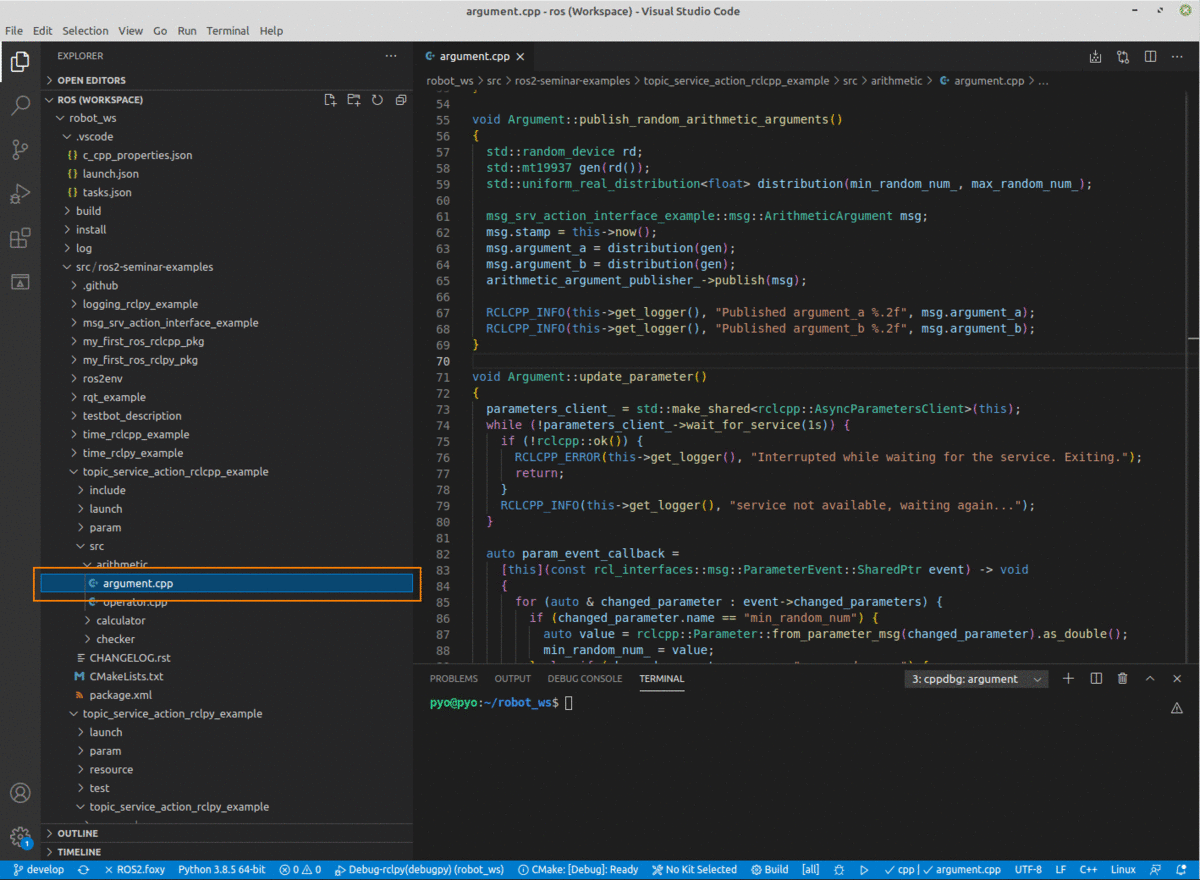 argument.cpp - ros (Workspace) - Visual Studio Code
File Edit Selection View Go Run Terminal Help
EXPLORER
OPEN EDITORS
ROS (WORKSPACE)
robot_ws
.vscode
{} c_cpp_properties.json
{} launch.json
{} tasks.json
build
install
log
src/ros2-seminar-examples
.github
logging_rclpy_example
msg_srv_action_interface_example
my_first_ros_rclcpp_pkg
my_first_ros_rclpy_pkg
ros2env
rqt_example
testbot_description
time_rclcpp_example
time_rclpy_example
topic_service_action_rclcpp_example
include
launch
param
src
arithmetic
argument.cpp
operator.cpp
calculator
checker
CHANGELOG.rst
M CMakeLists.txt
package.xml
topic_service_action_rclpy_example
launch
param
resource
test
topic_service_action_rclpy_example
OUTLINE
TIMELINE
argument.cpp
robot_ws > src > ros2-seminar-examples > topic_service_action_rclcpp_example > src > arithmetic > argument.cpp > ...
54
55 void Argument::publish_random_arithmetic_arguments()
56 {
57 std::random_device rd;
58 std::mt19937 gen(rd());
59 std::uniform_real_distribution<float> distribution(min_random_num_, max_random_num_);
60
61 msg_srv_action_interface_example::msg::ArithmeticArgument msg;
62 msg.stamp = this->now();
63 msg.argument_a = distribution(gen);
64 msg.argument_b = distribution(gen);
65 arithmetic_argument_publisher_->publish(msg);
66
67 RCLCPP_INFO(this->get_logger(), "Published argument_a %.2f", msg.argument_a);
68 RCLCPP_INFO(this->get_logger(), "Published argument_b %.2f", msg.argument_b);
69 }
70
71 void Argument::update_parameter()
72 {
73 parameters_client_ = std::make_shared<rclcpp::AsyncParametersClient>(this);
74 while (!parameters_client_->wait_for_service(1s)) {
75 if (!rclcpp::ok()) {
76 RCLCPP_ERROR(this->get_logger(), "Interrupted while waiting for the service. Exiting.");
77 return;
78 }
79 RCLCPP_INFO(this->get_logger(), "service not available, waiting again...");
80 }
81
82 auto param_event_callback =
83 [this](const rcl_interfaces::msg::ParameterEvent::SharedPtr event) -> void
84 {
85 for (auto & changed_parameter : event->changed_parameters) {
86 if (changed_parameter.name == "min_random_num") {
87 auto value = rclcpp::Parameter::from_parameter_msg(changed_parameter).as_double();
88 min_random_num_ = value;
PROBLEMS OUTPUT DEBUG CONSOLE TERMINAL 3: cppdbg: argument
pyo@pyo:~/robot_ws$
1
develop ROS2.foxy Python 3.8.5 64-bit 0 0 Debug-rclpy(debugpy) (robot_ws) CMake: [Debug]: Ready No Kit Selected Build [all] cpp | argument.cpp UTF-8 LF C++ Linux